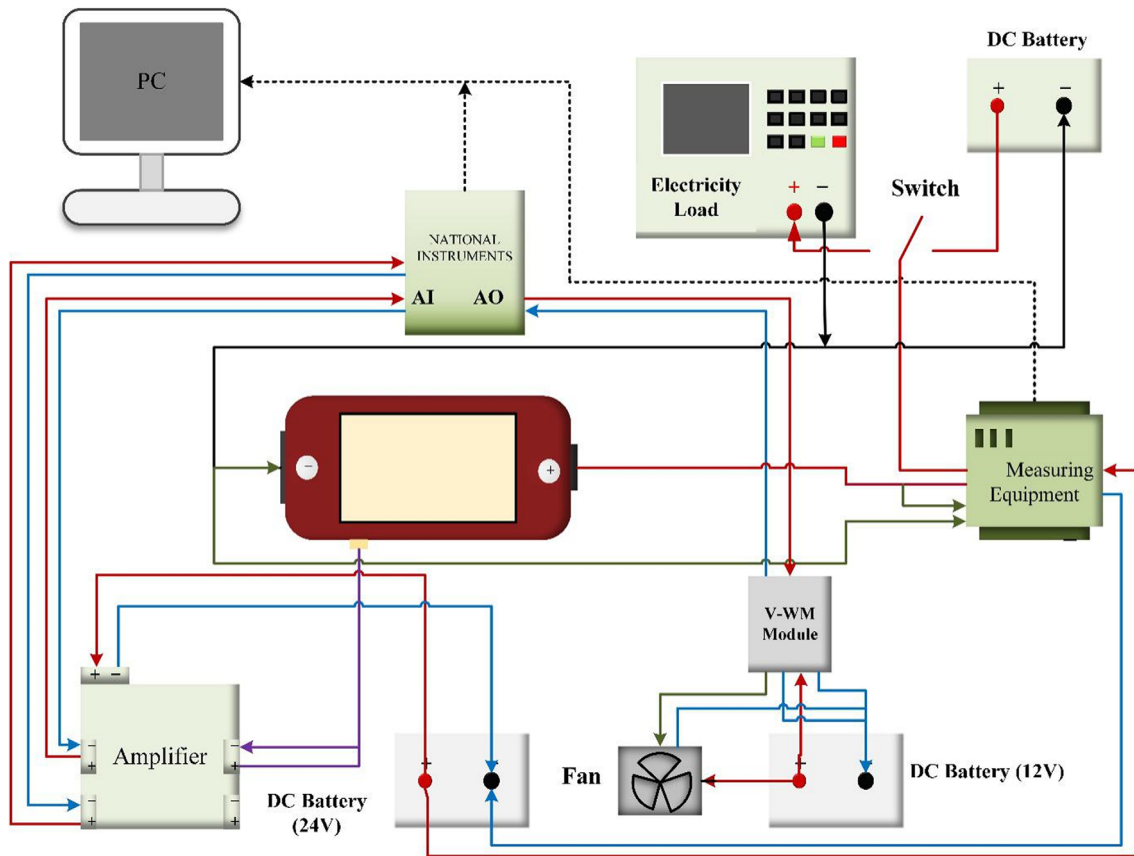 DC Battery
+ −
PC
Electricity
Load
+ −
Switch
NATIONAL
INSTRUMENTS
AI AO
− +
Measuring
Equipment
V-WM
Module
+ −
Amplifier
−
+
−
+
−
+
−
+
DC Battery
(24V)
+ −
Fan
+ −
DC Battery (12V)